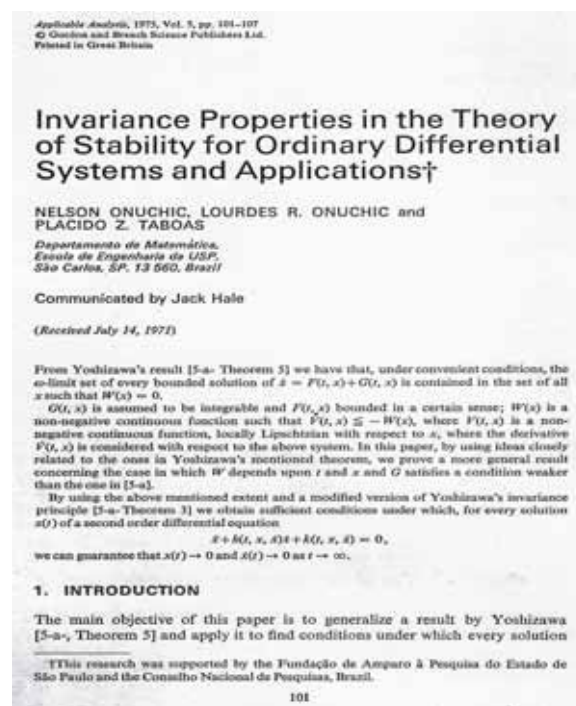 Applicable Analysis, 1975, Vol. 5, pp. 101–107
© Gordon and Breach Science Publishers Ltd.
Printed in Great Britain
Invariance Properties in the Theory
of Stability for Ordinary Differential
Systems and Applications†
NELSON ONUCHIC, LOURDES R. ONUCHIC and
PLACIDO Z. TABOAS
Departamento de Matemática,
Escola de Engenharia da USP,
São Carlos, SP, 13 560, Brazil
Communicated by Jack Hale
(Received July 14, 1971)
From Yoshizawa's result [5-a- Theorem 5] we have that, under convenient conditions, the
ω-limit set of every bounded solution of ẋ = F(t, x)+G(t, x) is contained in the set of all
x such that W(x) = 0.
G(t, x) is assumed to be integrable and F(t, x) bounded in a certain sense; W(x) is a
non-negative continuous function such that V̇(t, x) ≦ −W(x), where V(t, x) is a non-
negative continuous function, locally Lipschtzian with respect to x, where the derivative
V̇(t, x) is considered with respect to the above system. In this paper, by using ideas closely
related to the ones in Yoshizawa's mentioned theorem, we prove a more general result
concerning the case in which W depends upon t and x and G satisfies a condition weaker
than the one in [5-a].
By using the above mentioned extent and a modified version of Yoshizawa's invariance
principle [5-a-Theorem 3] we obtain sufficient conditions under which, for every solution
x(t) of a second order differential equation
ẍ+h(t, x, ẋ)ẋ+k(t, x, ẋ) = 0,
we can guarantee that x(t) → 0 and ẋ(t) → 0 as t → ∞.
1. INTRODUCTION
The main objective of this paper is to generalize a result by Yoshizawa
[5-a-, Theorem 5] and apply it to find conditions under which every solution
†This research was supported by the Fundação de Amparo à Pesquisa do Estado de
São Paulo and the Conselho Nacional de Pesquisas, Brazil.
101